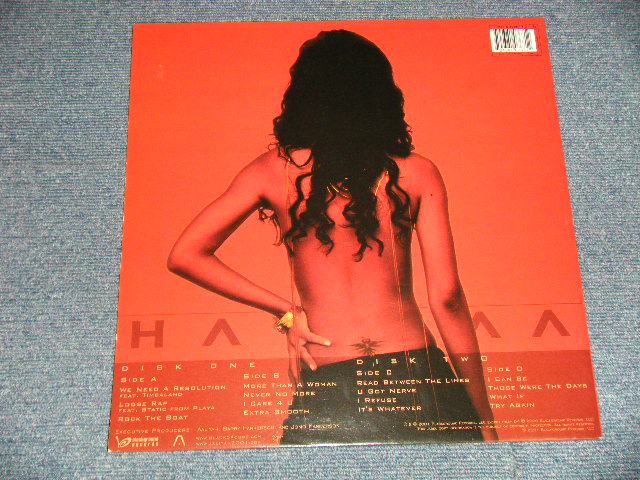 HA AA
DISK ONE
DISK TWO
SIDE A
WE NEED A RESOLUTION
FEAT. TIMBALAND
LOOSE RAP
FEAT. STATIC FROM PLAYA
ROCK THE BOAT
SIDE B
MORE THAN A WOMAN
NEVER NO MORE
I CARE 4 U
EXTRA SMOOTH
SIDE C
READ BETWEEN THE LINES
U GOT NERVE
I REFUSE
IT'S WHATEVER
SIDE D
I CAN BE
THOSE WERE THE DAYS
WHAT IF
TRY AGAIN
EXECUTIVE PRODUCERS
blackground
records